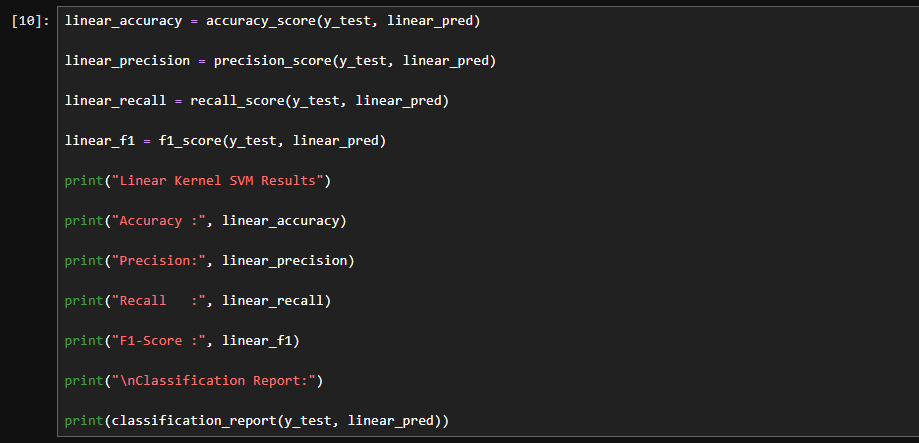 [10]:
linear_accuracy = accuracy_score(y_test, linear_pred)
linear_precision = precision_score(y_test, linear_pred)
linear_recall = recall_score(y_test, linear_pred)
linear_f1 = f1_score(y_test, linear_pred)
print("Linear Kernel SVM Results")
print("Accuracy :", linear_accuracy)
print("Precision:", linear_precision)
print("Recall   :", linear_recall)
print("F1-Score :", linear_f1)
print("\nClassification Report:")
print(classification_report(y_test, linear_pred))